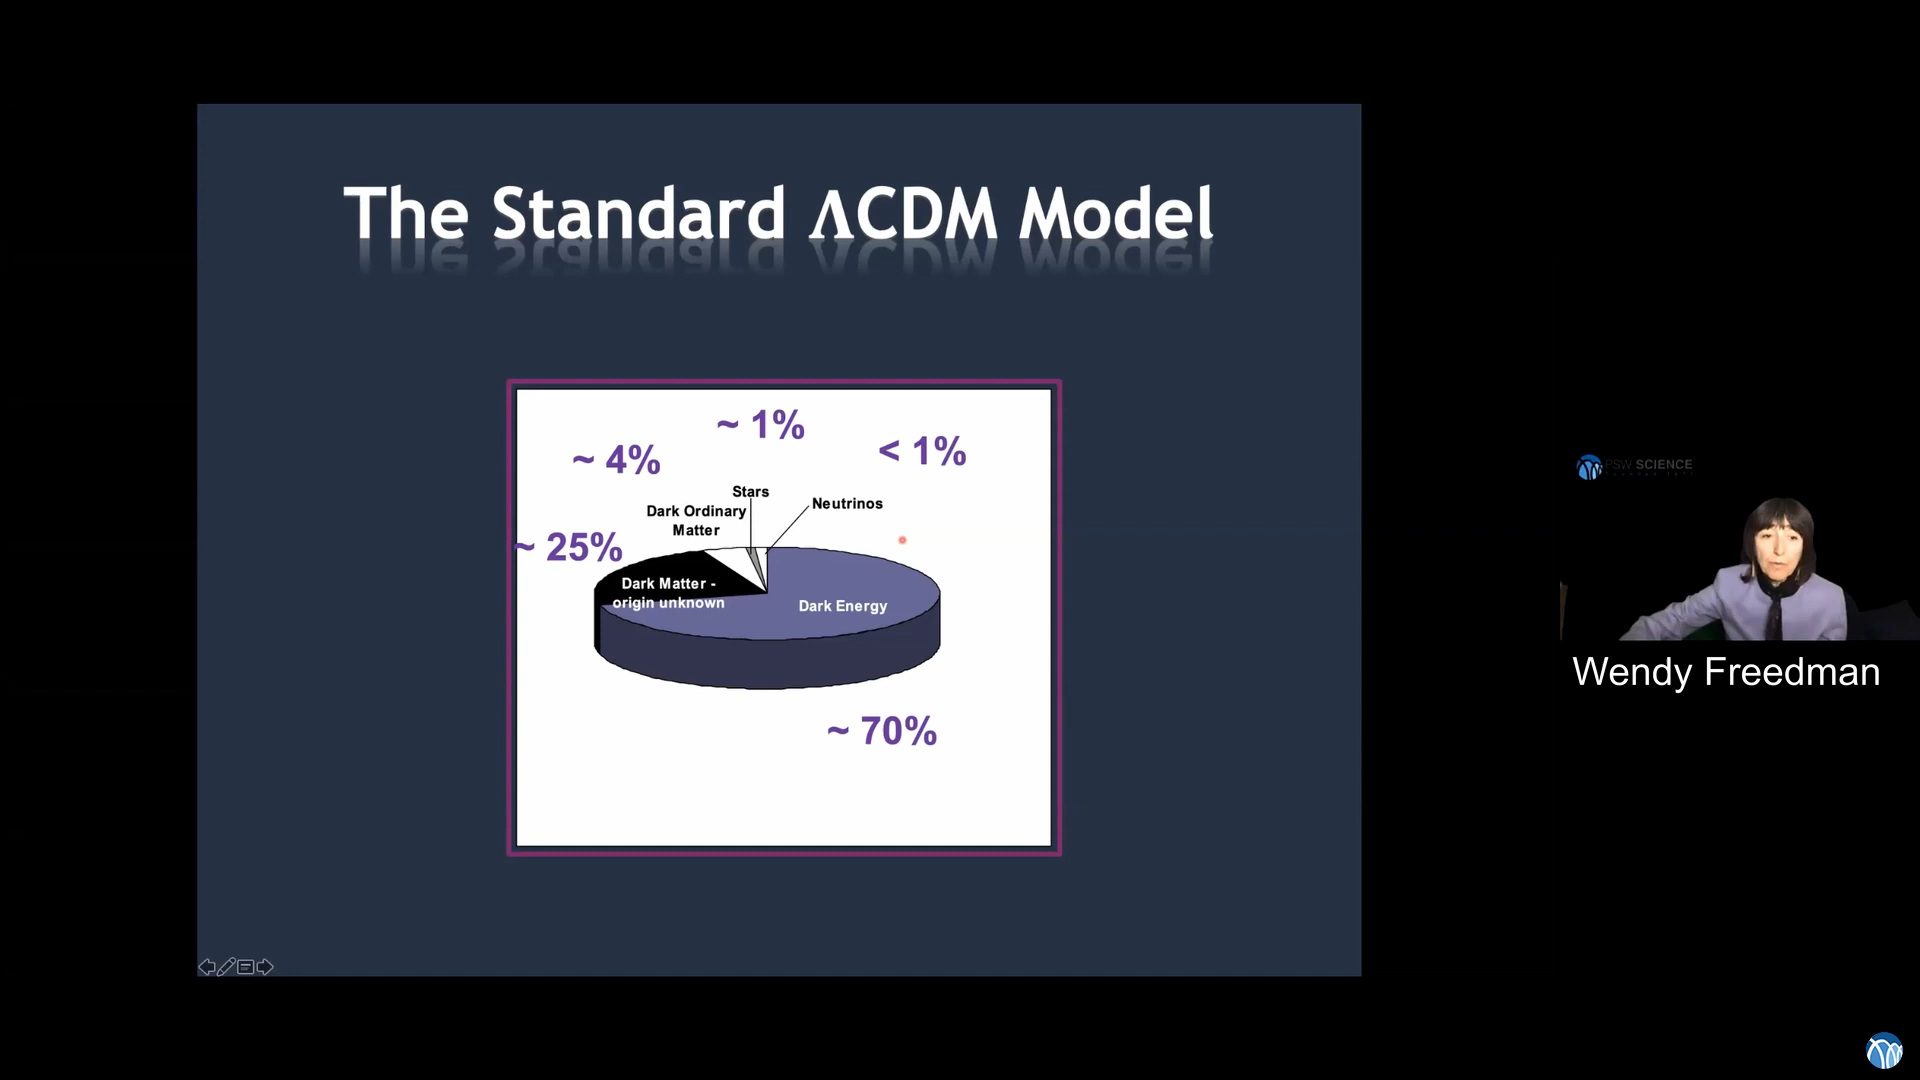 The Standard ΛCDM Model
~ 1%
< 1%
~ 4%
Stars
Neutrinos
Dark Ordinary
Matter
~ 25%
Dark Matter -
origin unknown
Dark Energy
~ 70%
PSW SCIENCE
Wendy Freedman